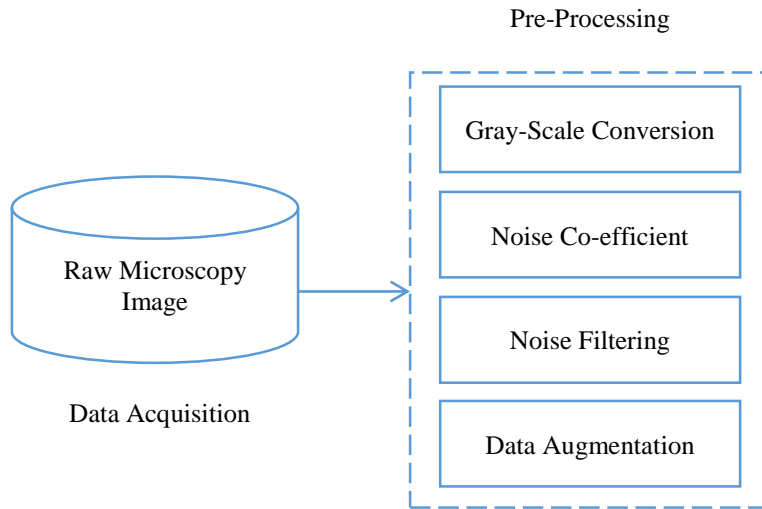 Pre-Processing
Gray-Scale Conversion
Noise Co-efficient
Raw Microscopy
Image
Noise Filtering
Data Acquisition
Data Augmentation